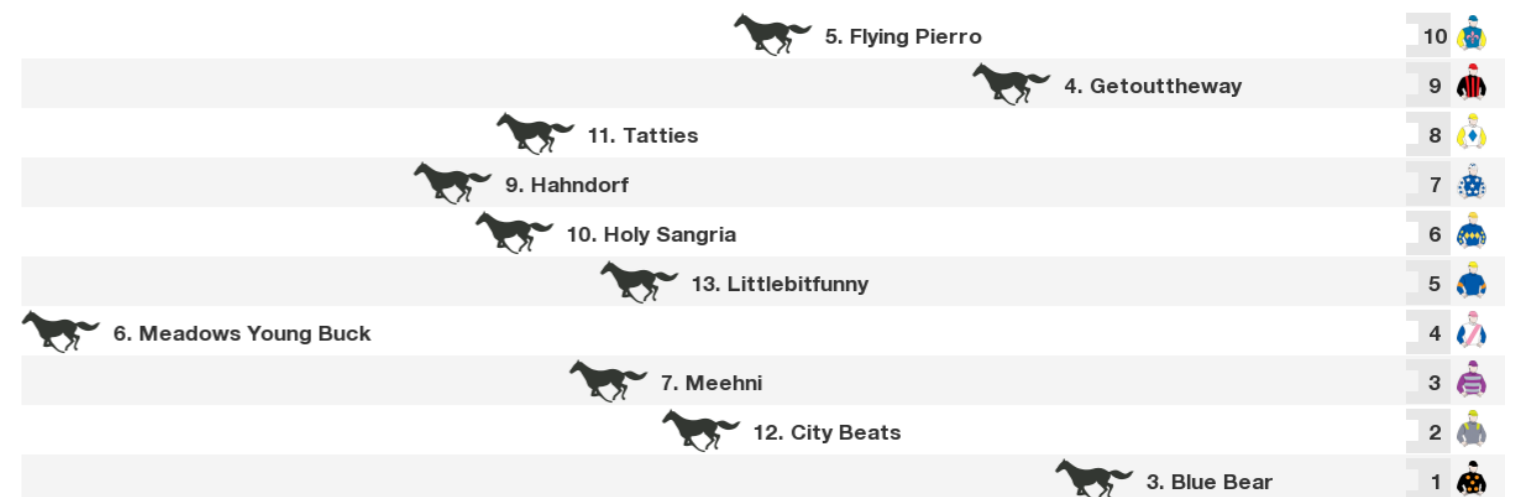 5. Flying Pierro 10
4. Getouttheway 9
11. Tatties 8
9. Hahndorf 7
10. Holy Sangria 6
13. Littlebitfunny 5
6. Meadows Young Buck 4
7. Meehni 3
12. City Beats 2
3. Blue Bear 1